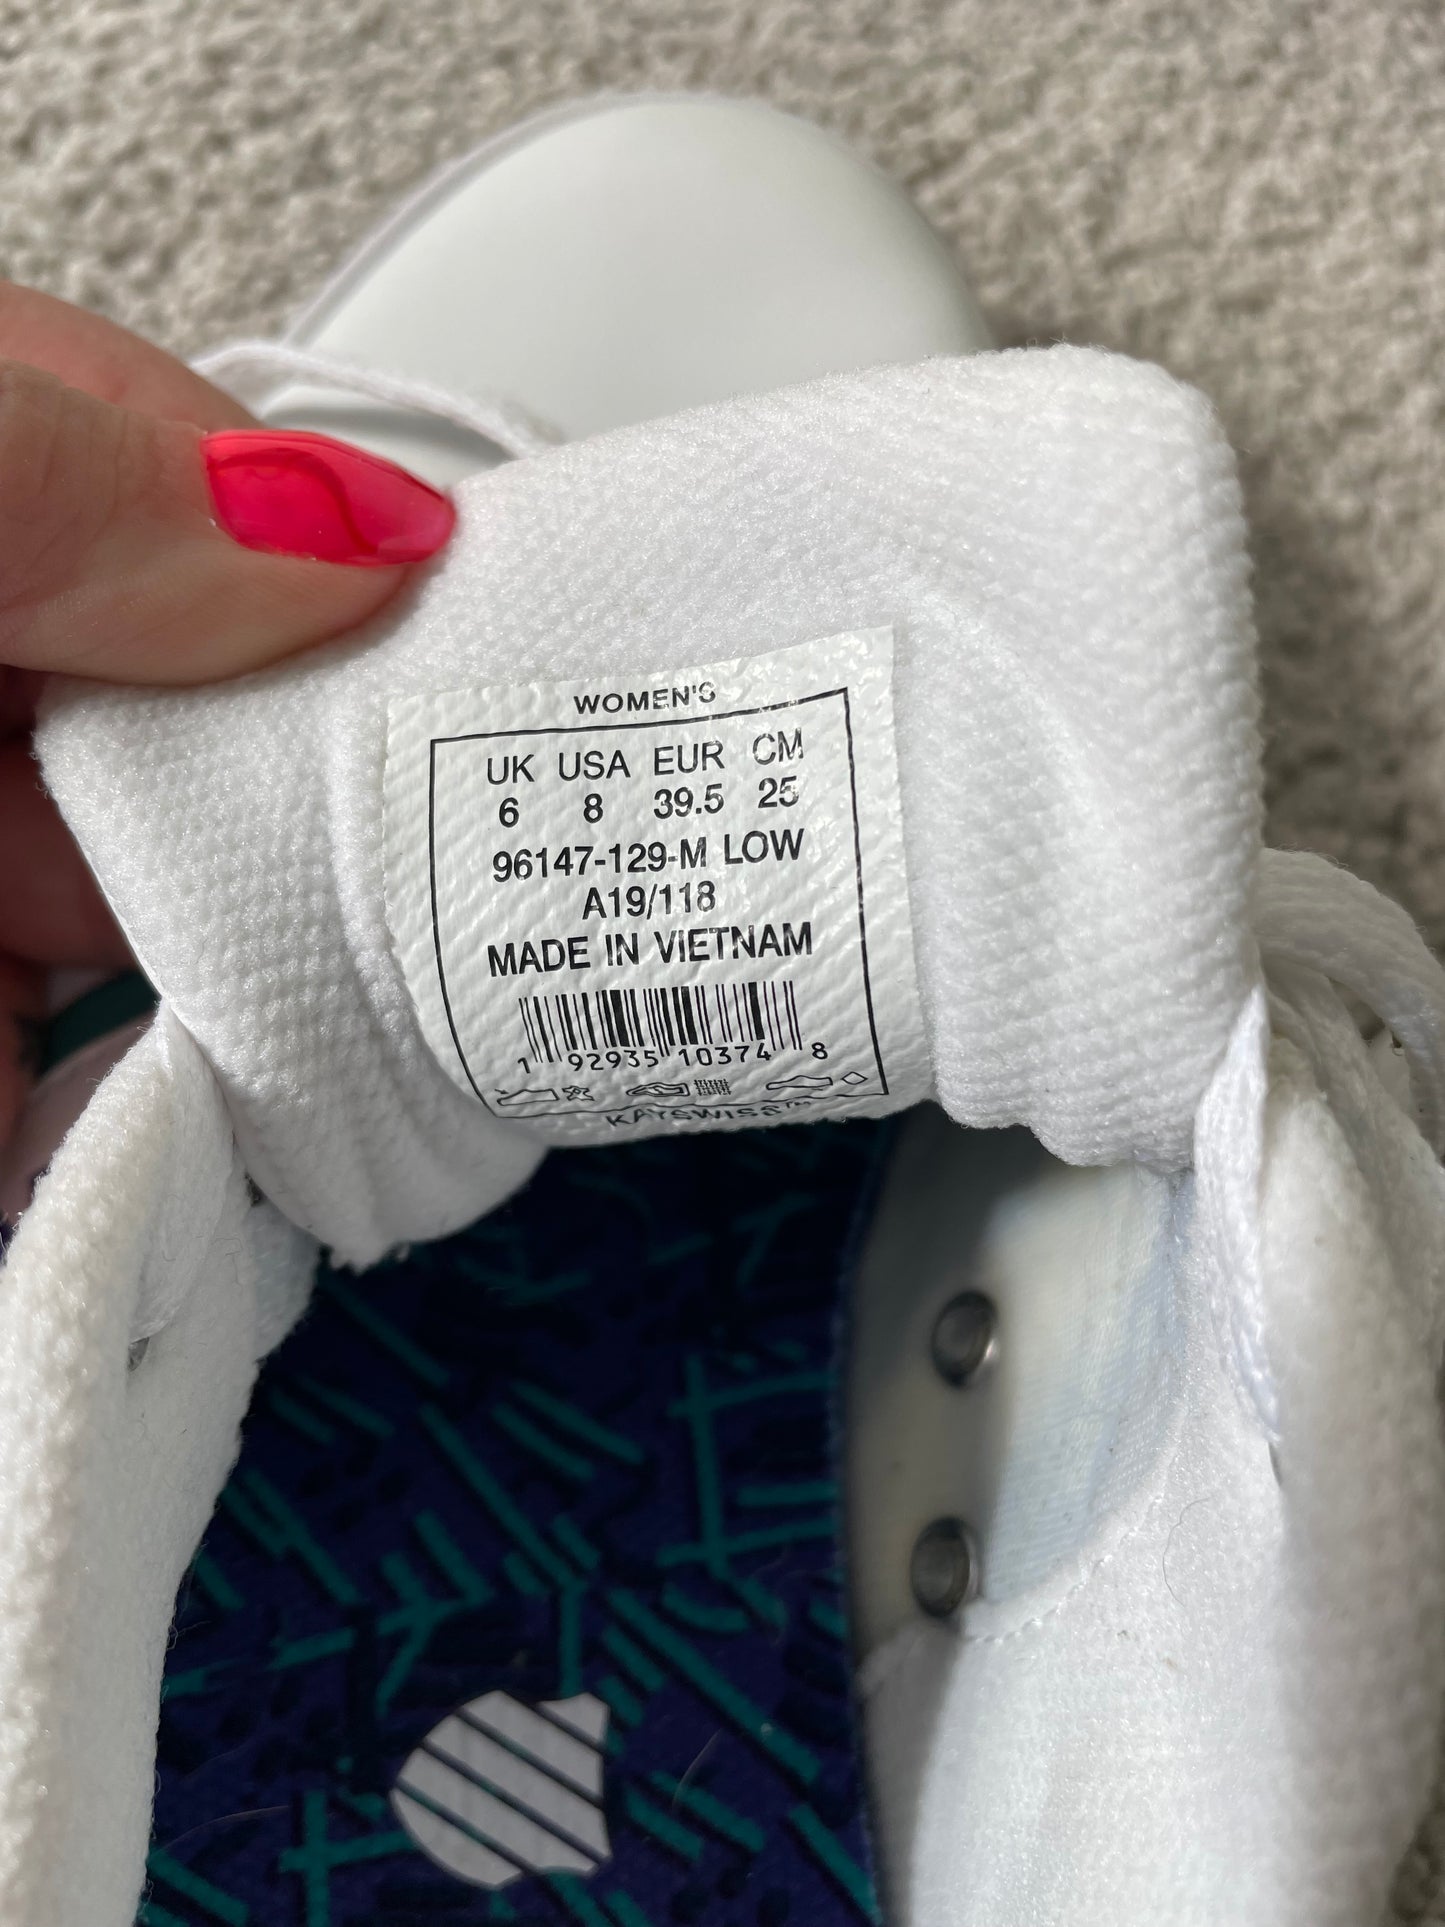 WOMEN'S
UK USA EUR CM
6 8 39.5 25
96147-129-M LOW
A19/118
MADE IN VIETNAM
1 92935 10374 8
KAYSWISS™